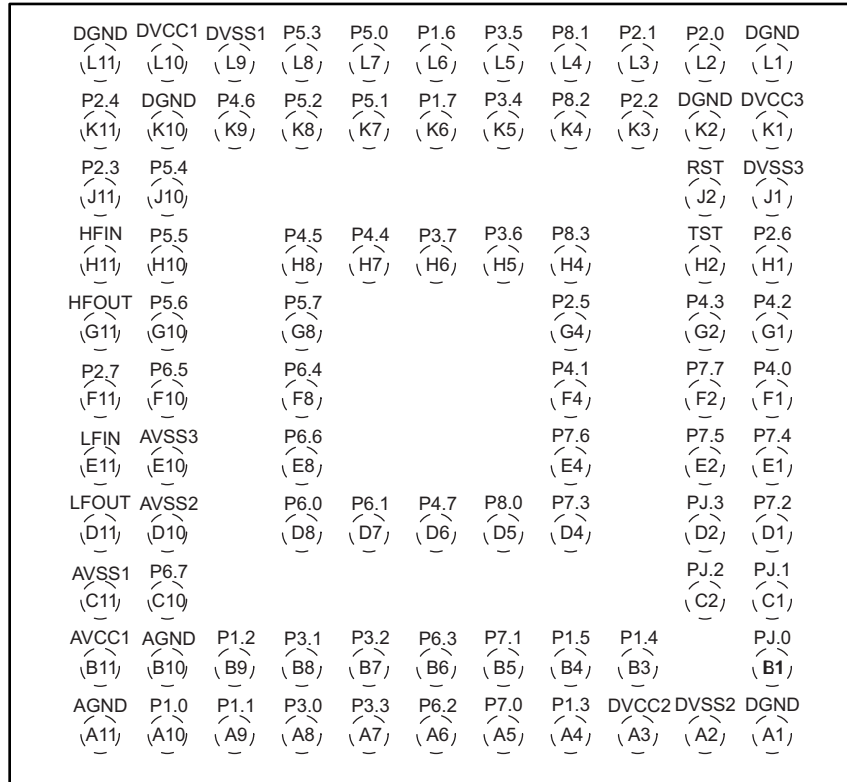 DGND DVCC1 DVSS1 P5.3 P5.0 P1.6 P3.5 P8.1 P2.1 P2.0 DGND
L11 L10 L9 L8 L7 L6 L5 L4 L3 L2 L1
P2.4 DGND P4.6 P5.2 P5.1 P1.7 P3.4 P8.2 P2.2 DGND DVCC3
K11 K10 K9 K8 K7 K6 K5 K4 K3 K2 K1
P2.3 P5.4 RST DVSS3
J11 J10 J2 J1
HFIN P5.5 P4.5 P4.4 P3.7 P3.6 P8.3 TST P2.6
H11 H10 H8 H7 H6 H5 H4 H2 H1
HFOUT P5.6 P5.7 P2.5 P4.3 P4.2
G11 G10 G8 G4 G2 G1
P2.7 P6.5 P6.4 P4.1 P7.7 P4.0
F11 F10 F8 F4 F2 F1
LFIN AVSS3 P6.6 P7.6 P7.5 P7.4
E11 E10 E8 E4 E2 E1
LFOUT AVSS2 P6.0 P6.1 P4.7 P8.0 P7.3 PJ.3 P7.2
D11 D10 D8 D7 D6 D5 D4 D2 D1
AVSS1 P6.7 PJ.2 PJ.1
C11 C10 C2 C1
AVCC1 AGND P1.2 P3.1 P3.2 P6.3 P7.1 P1.5 P1.4 PJ.0
B11 B10 B9 B8 B7 B6 B5 B4 B3 B1
AGND P1.0 P1.1 P3.0 P3.3 P6.2 P7.0 P1.3 DVCC2 DVSS2 DGND
A11 A10 A9 A8 A7 A6 A5 A4 A3 A2 A1